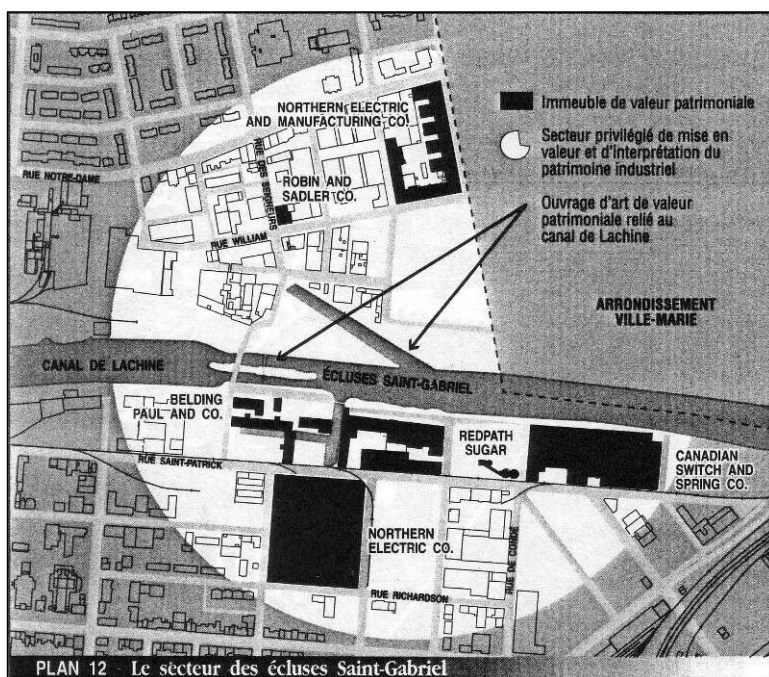 NORTHERN ELECTRIC
AND MANUFACTURING CO.
Immeuble de valeur patrimoniale
Secteur privilégié de mise en
valeur et d'interprétation du
patrimoine industriel
Ouvrage d'art de valeur
patrimoniale relié au
canal de Lachine
RUE NOTRE-DAME
RUE DES SEIGNEURS
ROBIN AND
SADLER CO.
RUE WILLIAM
ARRONDISSEMENT
VILLE-MARIE
CANAL DE LACHINE
ÉCLUSES SAINT-GABRIEL
BELDING
PAUL AND CO.
REDPATH
SUGAR
CANADIAN
SWITCH AND
SPRING CO.
RUE SAINT-PATRICK
NORTHERN
ELECTRIC CO.
RUE DE CONDÉ
RUE RICHARDSON
PLAN 12 Le secteur des écluses Saint-Gabriel